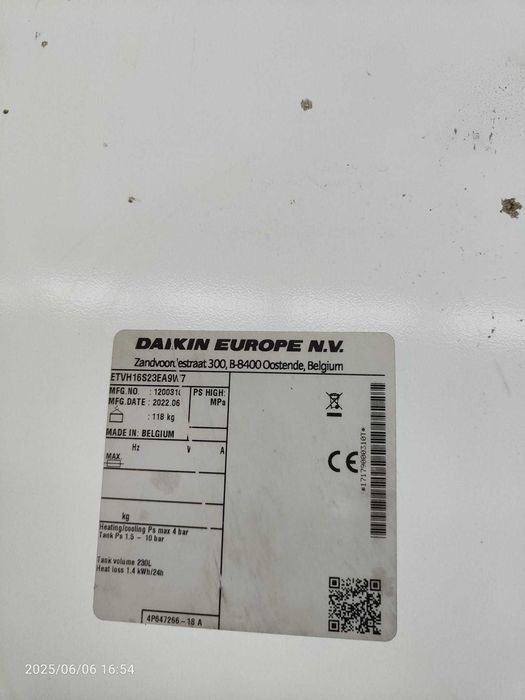 DAIKIN EUROPE N.V.
Zandvoordestraat 300, B-8400 Oostende, Belgium
ETVH16S23EA9W7
MFG.NO. : 120031 PS HIGH:
MFG.DATE : 2022.06 MPa
: 118 kg
MADE IN: BELGIUM
Hz V A
MAX.
kg
Heating/cooling Ps max 4 bar
Tank Ps 1.5 - 10 bar
Tank volume 230L
Heat loss 1.4 kWh/24h
4P647266-18 A
CE
*17179000310T*
2025/06/06 16:54